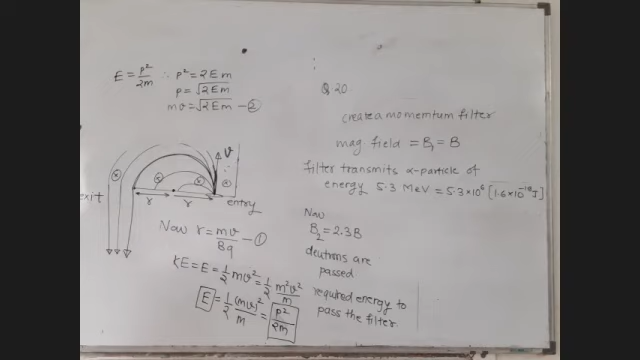 E = p²/2m ∴ p² = 2Em
p = √2Em
mv = √2Em — ②
v
exit
r r
entry
Now r = mv/Bq — ①
KE = E = 1/2 mv² = 1/2 m²v²/m
E = 1/2 (mv)²/m = p²/2m
Q.20.
create a momentum filter
mag. field = B₁ = B
filter transmits α-particle of
energy 5.3 MeV = 5.3×10⁶ [1.6×10⁻¹⁹J]
Now
B₂ = 2.3B
deutrons are
passed
required energy to
pass the filter